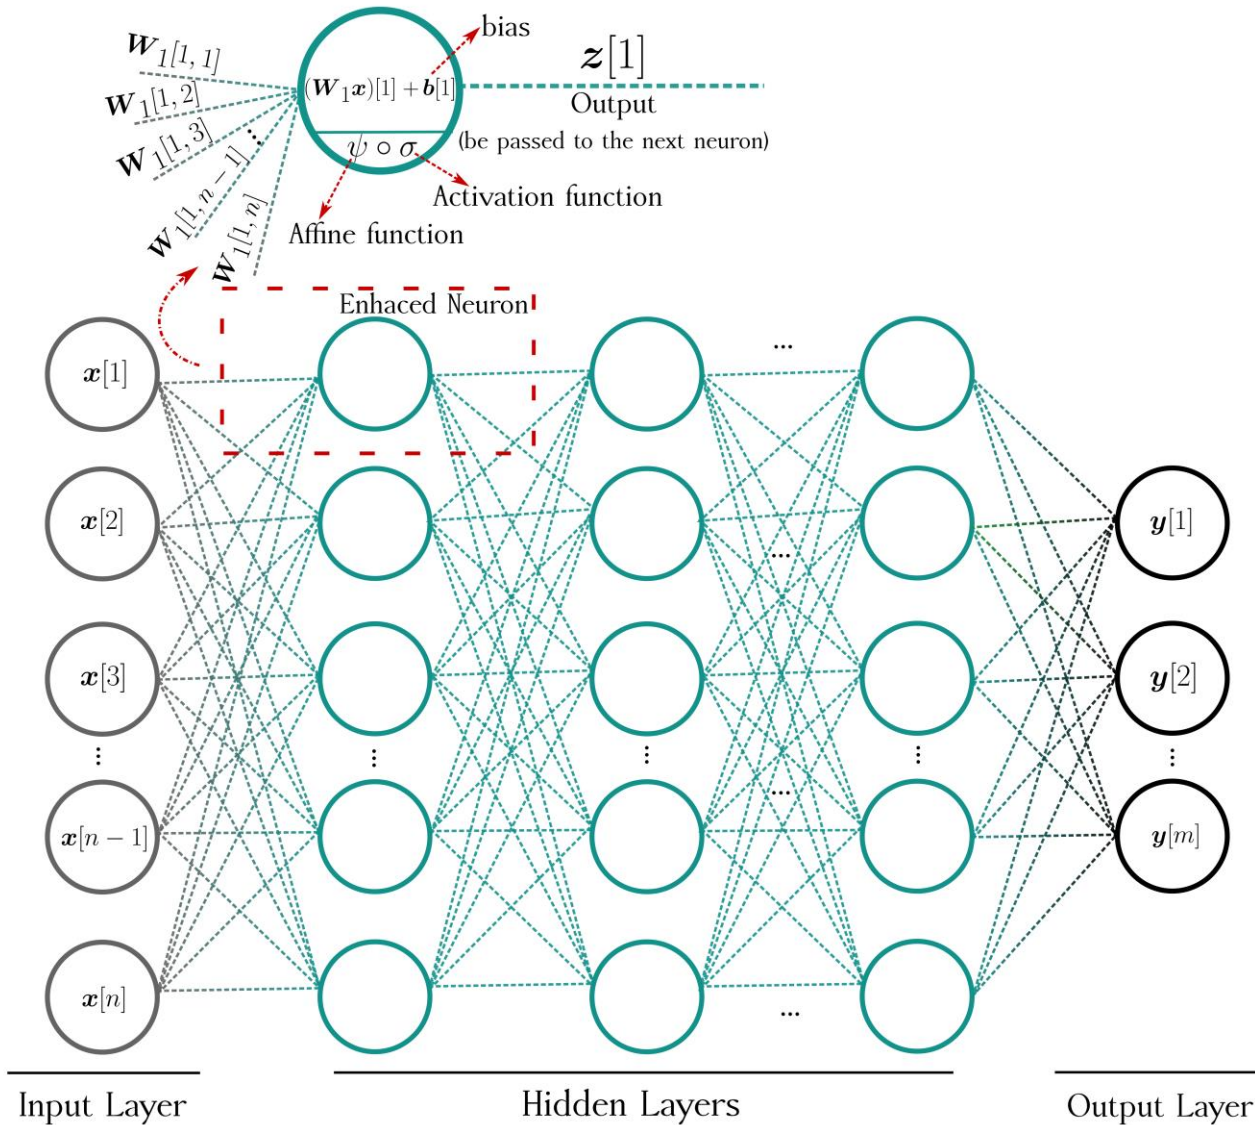 bias
W1[1, 1]
W1[1, 2]
W1[1, 3]
W1[1, n − 1]
...
W1[1, n]
(W1x)[1] + b[1]
ψ ∘ σ
z[1]
Output
(be passed to the next neuron)
Activation function
Affine function
Enhaced Neuron
...
x[1]
x[2]
x[3]
...
x[n − 1]
x[n]
...
...
...
...
...
...
y[1]
y[2]
...
y[m]
Input Layer
Hidden Layers
Output Layer